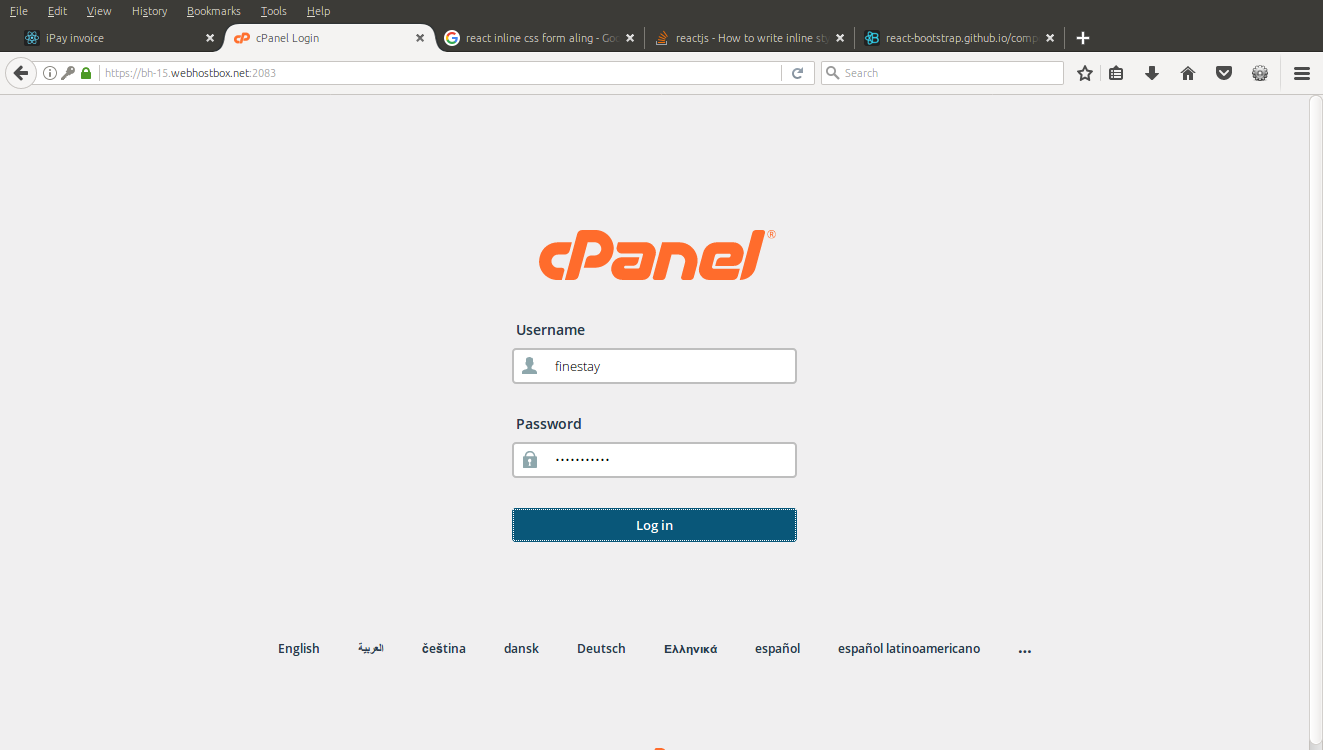 File Edit View History Bookmarks Tools Help
iPay invoice cPanel Login react inline css form aling - Goo reactjs - How to write inline sty react-bootstrap.github.io/comp
https://bh-15.webhostbox.net:2083 Search
cPanel®
Username
finestay
Password
Log in
English العربية čeština dansk Deutsch Ελληνικά español español latinoamericano ...